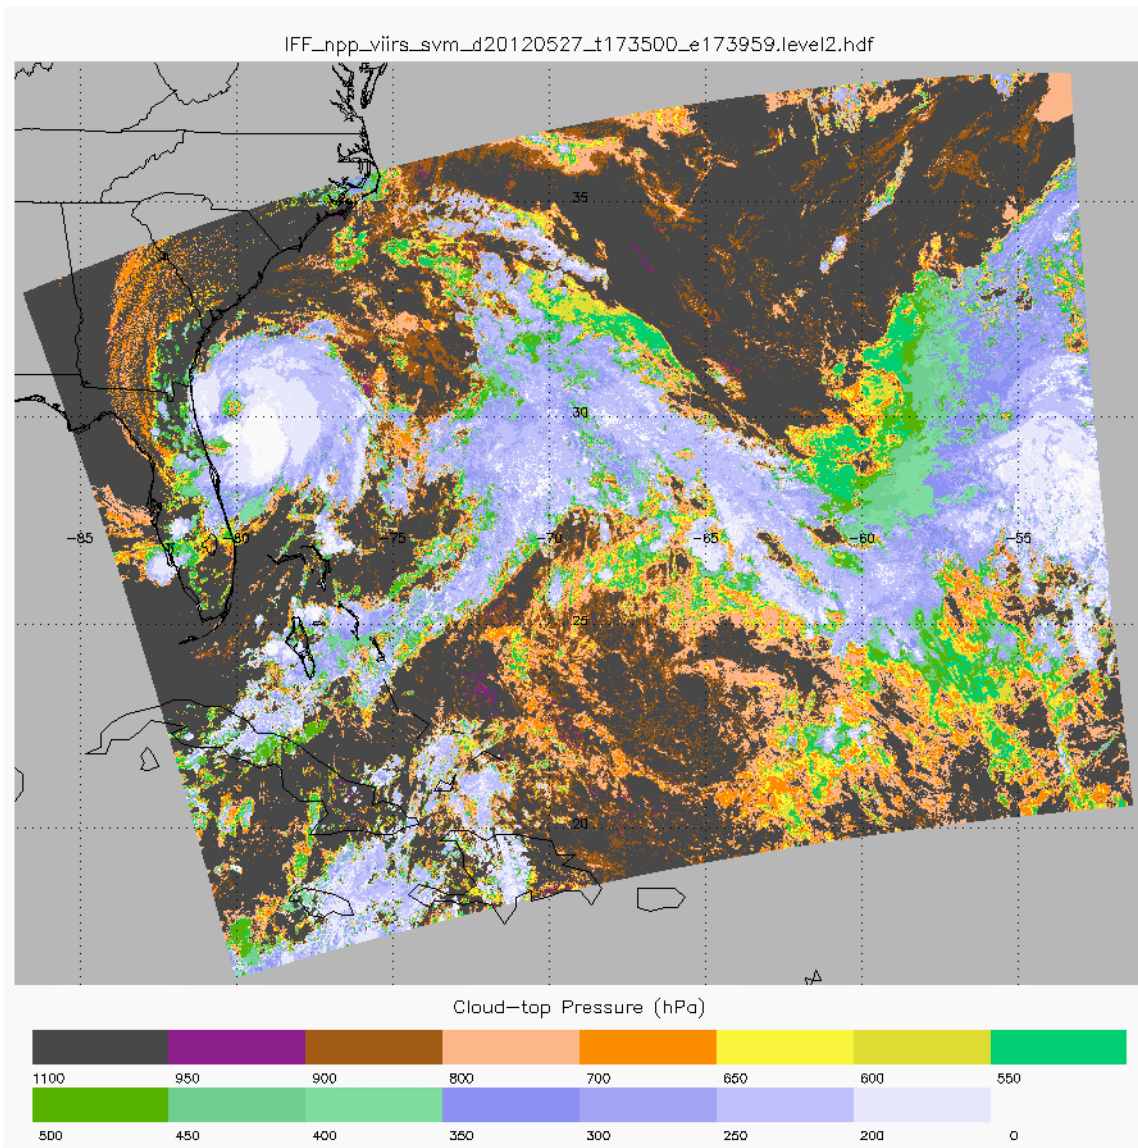 IFF_npp_viirs_svm_d20120527_t173500_e173959.level2.hdf
35
30
-85 -80 -75 -70 -65 -60 -55
25
20
Cloud-top Pressure (hPa)
1100 950 900 800 700 650 600 550
500 450 400 350 300 250 200 0